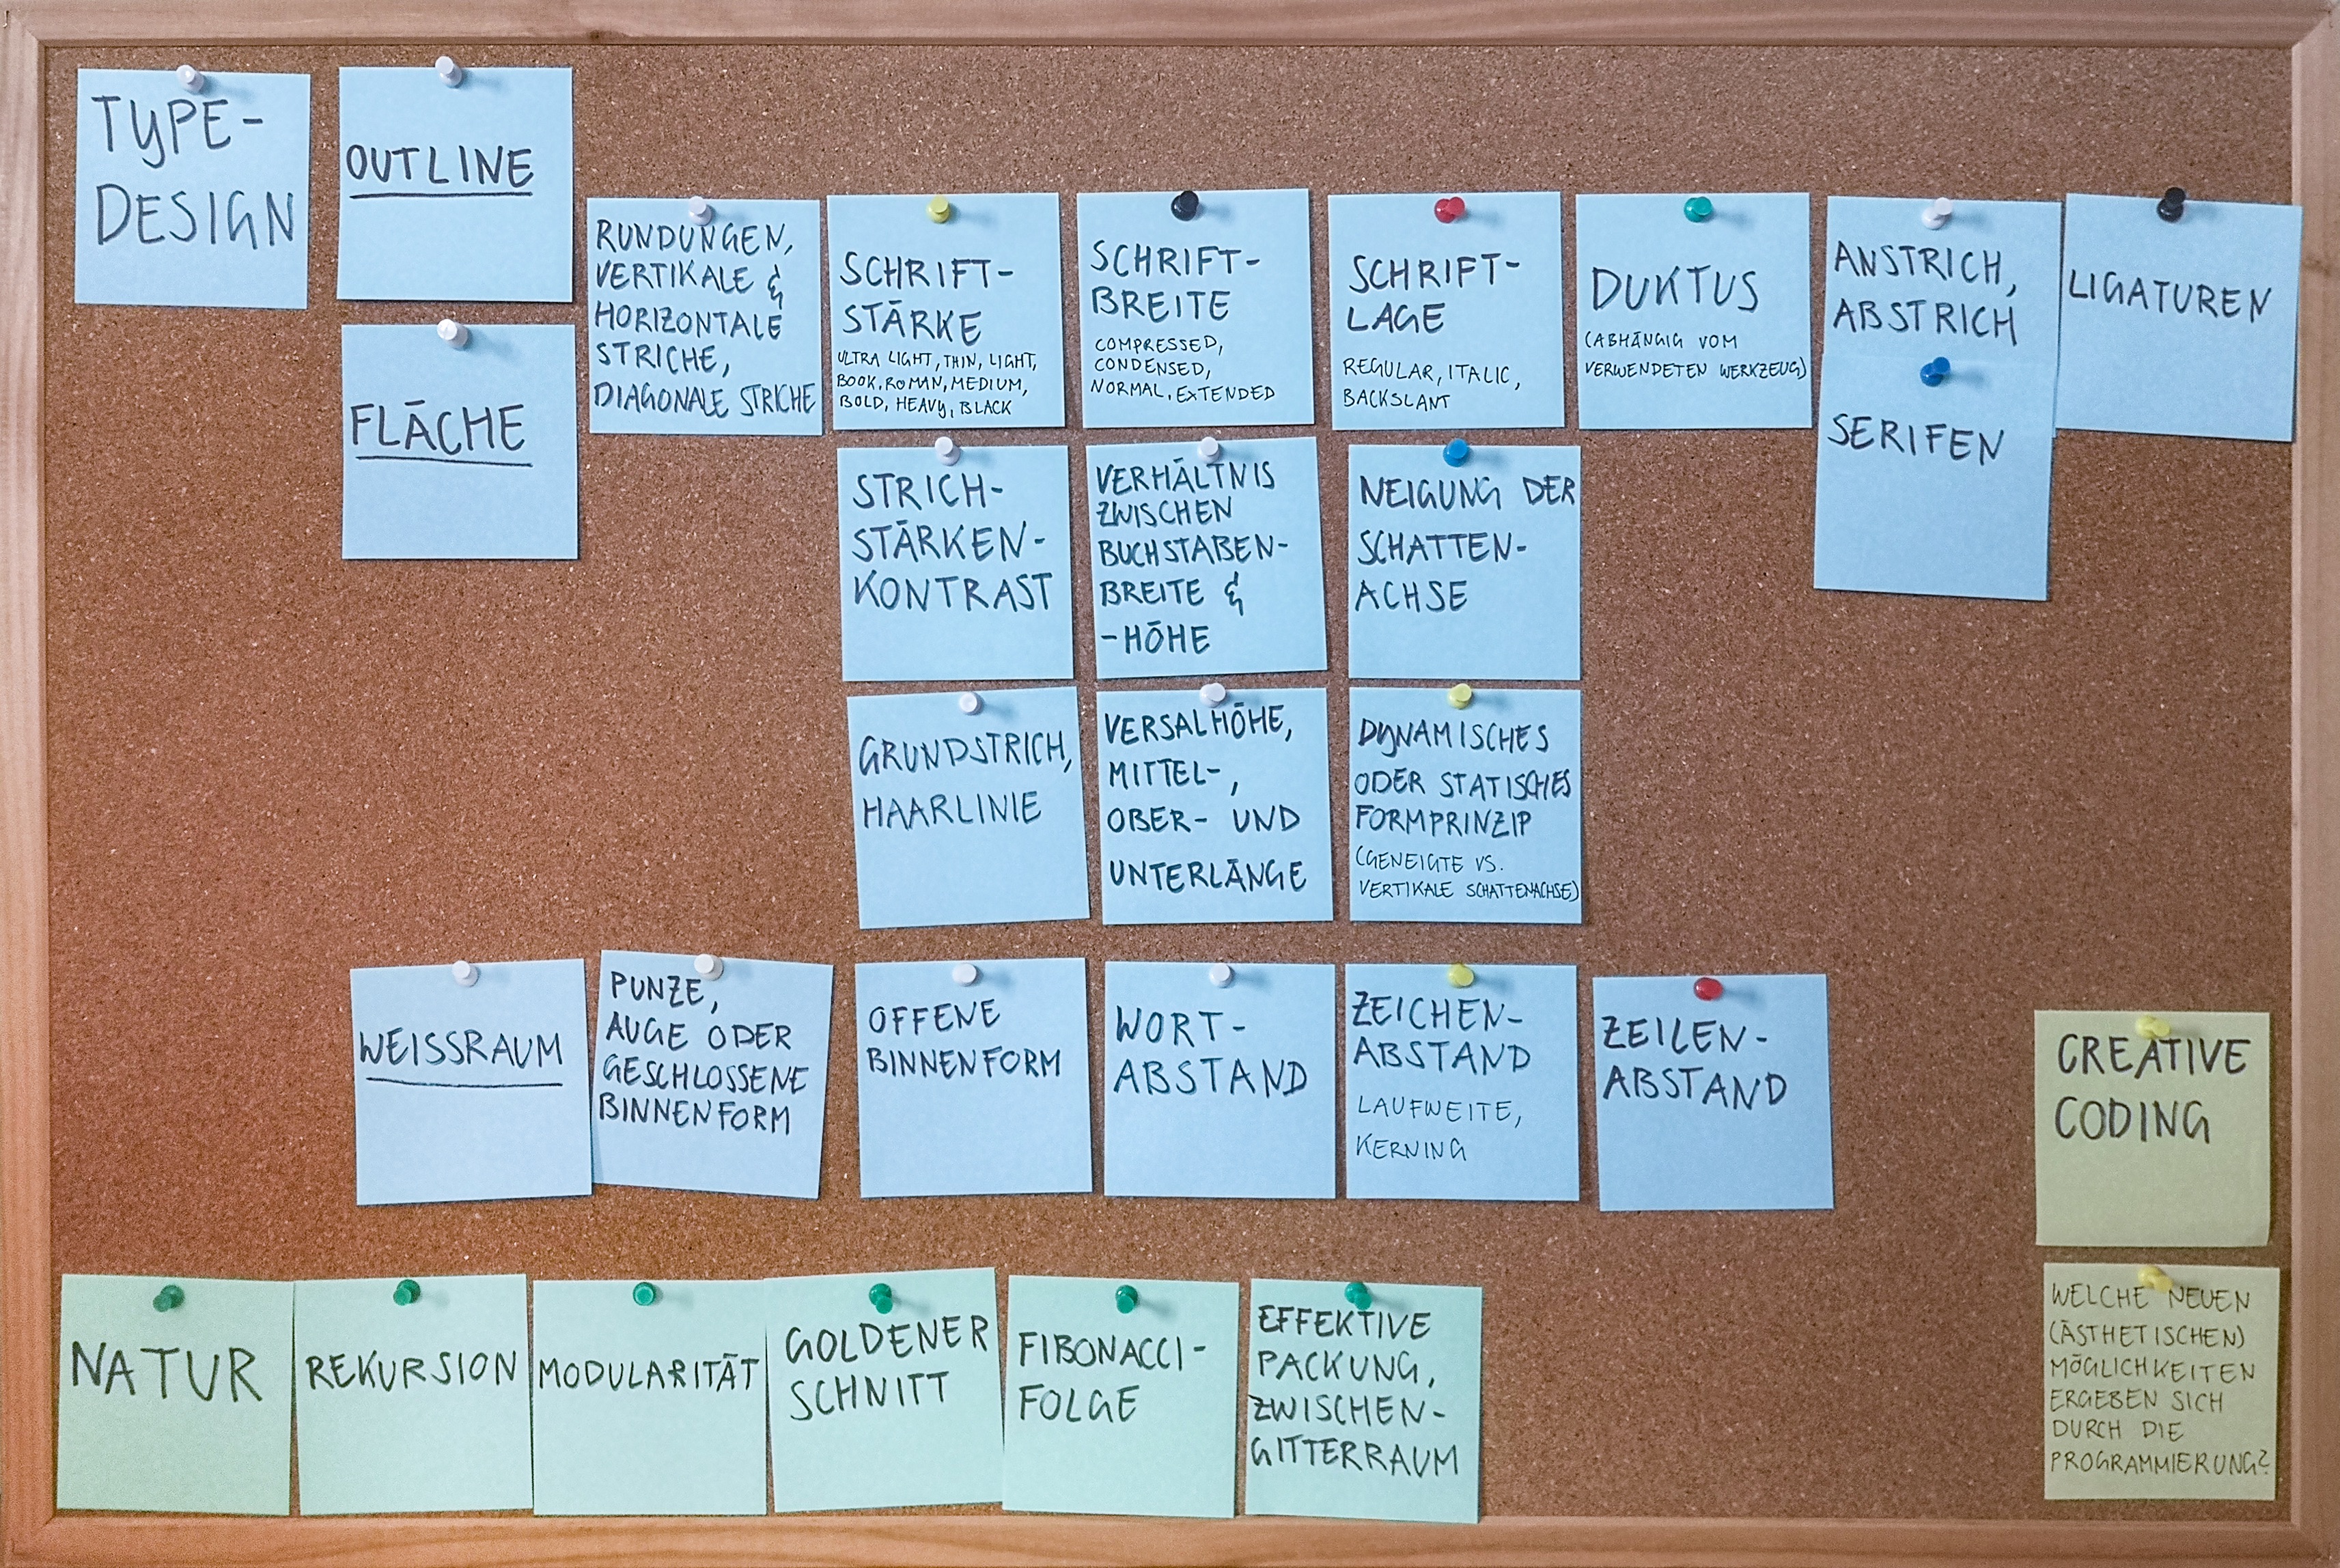 TYPE-
DESIGN
OUTLINE
FLÄCHE
RUNDUNGEN,
VERTIKALE &
HORIZONTALE
STRICHE,
DIAGONALE STRICHE
SCHRIFT-
STÄRKE
ULTRA LIGHT, THIN, LIGHT,
BOOK, ROMAN, MEDIUM,
BOLD, HEAVY, BLACK
SCHRIFT-
BREITE
COMPRESSED,
CONDENSED,
NORMAL, EXTENDED
SCHRIFT-
LAGE
REGULAR, ITALIC,
BACKSLANT
DUKTUS
(ABHÄNGIG VOM
VERWENDETEN WERKZEUG)
ANSTRICH,
ABSTRICH
SERIFEN
LIGATUREN
STRICH-
STÄRKEN-
KONTRAST
VERHÄLTNIS
ZWISCHEN
BUCHSTABEN-
BREITE &
-HÖHE
NEIGUNG DER
SCHATTEN-
ACHSE
GRUNDSTRICH,
HAARLINIE
VERSALHÖHE,
MITTEL-,
OBER- UND
UNTERLÄNGE
DYNAMISCHES
ODER STATISCHES
FORMPRINZIP
(GENEIGTE VS.
VERTIKALE SCHATTENACHSE)
WEISSRAUM
PUNZE,
AUGE ODER
GESCHLOSSENE
BINNENFORM
OFFENE
BINNENFORM
WORT-
ABSTAND
ZEICHEN-
ABSTAND
LAUFWEITE,
KERNING
ZEILEN-
ABSTAND
CREATIVE
CODING
WELCHE NEUEN
(ÄSTHETISCHEN)
MÖGLICHKEITEN
ERGEBEN SICH
DURCH DIE
PROGRAMMIERUNG?
NATUR
REKURSION
MODULARITÄT
GOLDENER
SCHNITT
FIBONACCI-
FOLGE
EFFEKTIVE
PACKUNG,
ZWISCHEN-
GITTERRAUM